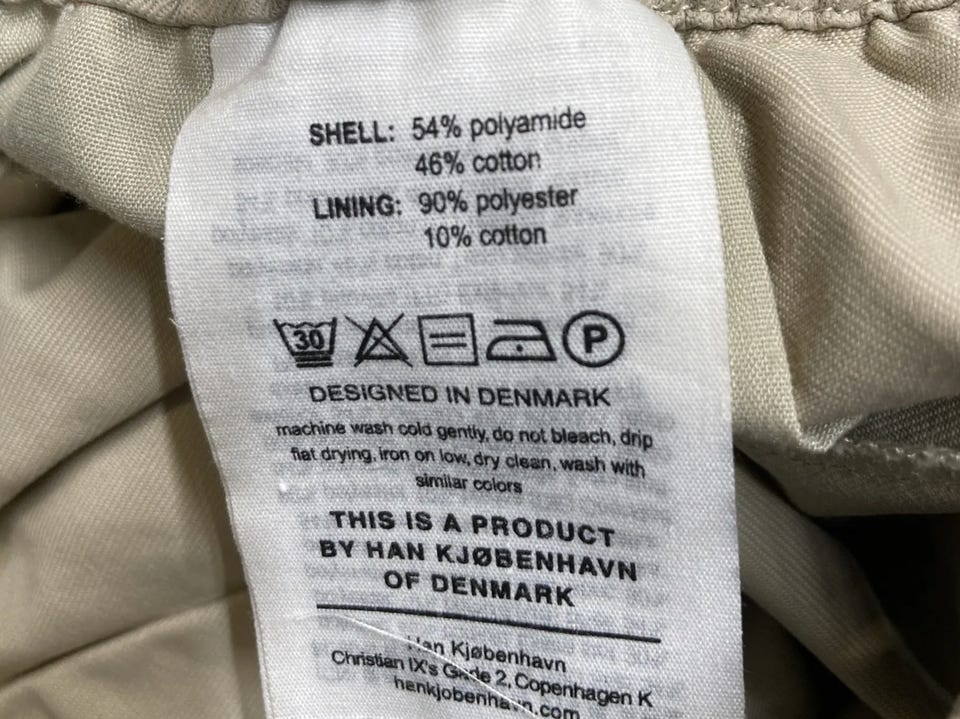 SHELL: 54% polyamide
46% cotton
LINING: 90% polyester
10% cotton
30 P
DESIGNED IN DENMARK
machine wash cold gently, do not bleach, drip
flat drying, iron on low, dry clean, wash with
similar colors
THIS IS A PRODUCT
BY HAN KJØBENHAVN
OF DENMARK
Han Kjøbenhavn
Christian IX's Gade 2, Copenhagen K
hankjobenhavn.com